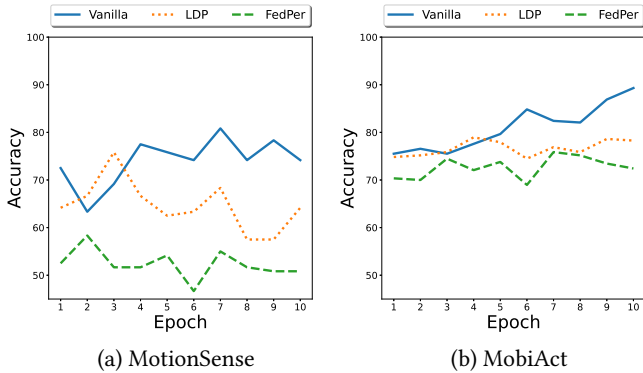 Vanilla LDP FedPer
100
90
80
70
60
50
Accuracy
1 2 3 4 5 6 7 8 9 10
Epoch
(a) MotionSense
Vanilla LDP FedPer
100
90
80
70
60
50
Accuracy
1 2 3 4 5 6 7 8 9 10
Epoch
(b) MobiAct